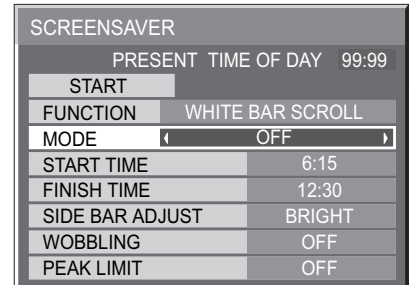 SCREENSAVER
PRESENT TIME OF DAY 99:99
START
FUNCTION WHITE BAR SCROLL
MODE OFF
START TIME 6:15
FINISH TIME 12:30
SIDE BAR ADJUST BRIGHT
WOBBLING OFF
PEAK LIMIT OFF